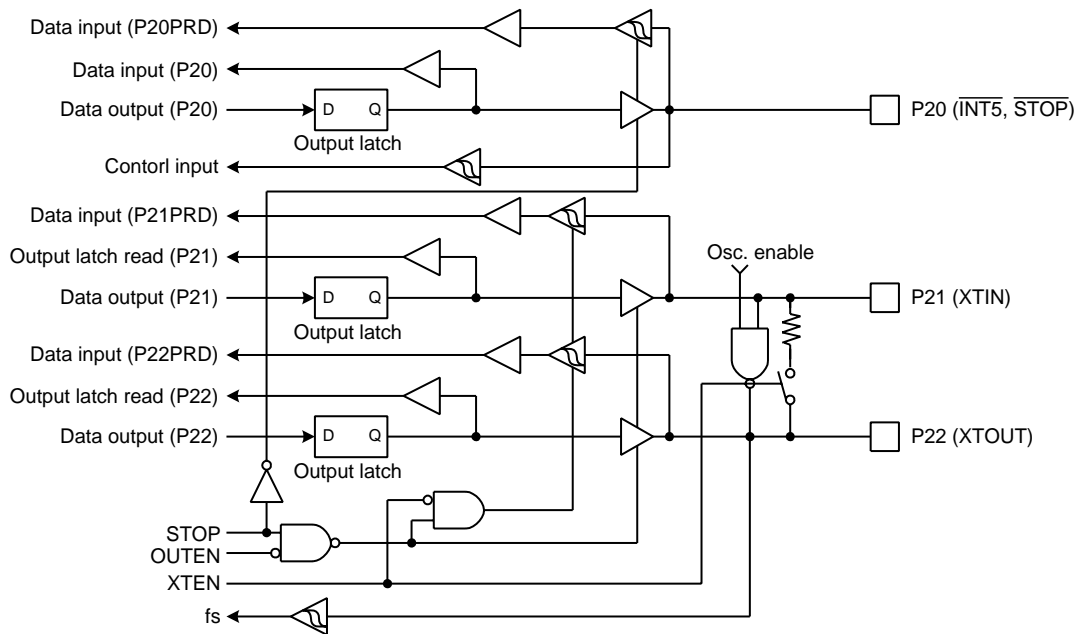 Data input (P20PRD)
Data input (P20)
Data output (P20)
D Q
Output latch
P20 (INT5, STOP)
Contorl input
Data input (P21PRD)
Output latch read (P21)
Osc. enable
Data output (P21)
D Q
Output latch
P21 (XTIN)
Data input (P22PRD)
Output latch read (P22)
Data output (P22)
D Q
Output latch
P22 (XTOUT)
STOP
OUTEN
XTEN
fs